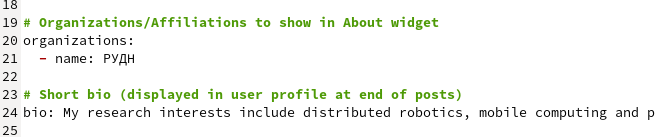 18
19 # Organizations/Affiliations to show in About widget
20 organizations:
21   - name: РУДН
22
23 # Short bio (displayed in user profile at end of posts)
24 bio: My research interests include distributed robotics, mobile computing and p
25